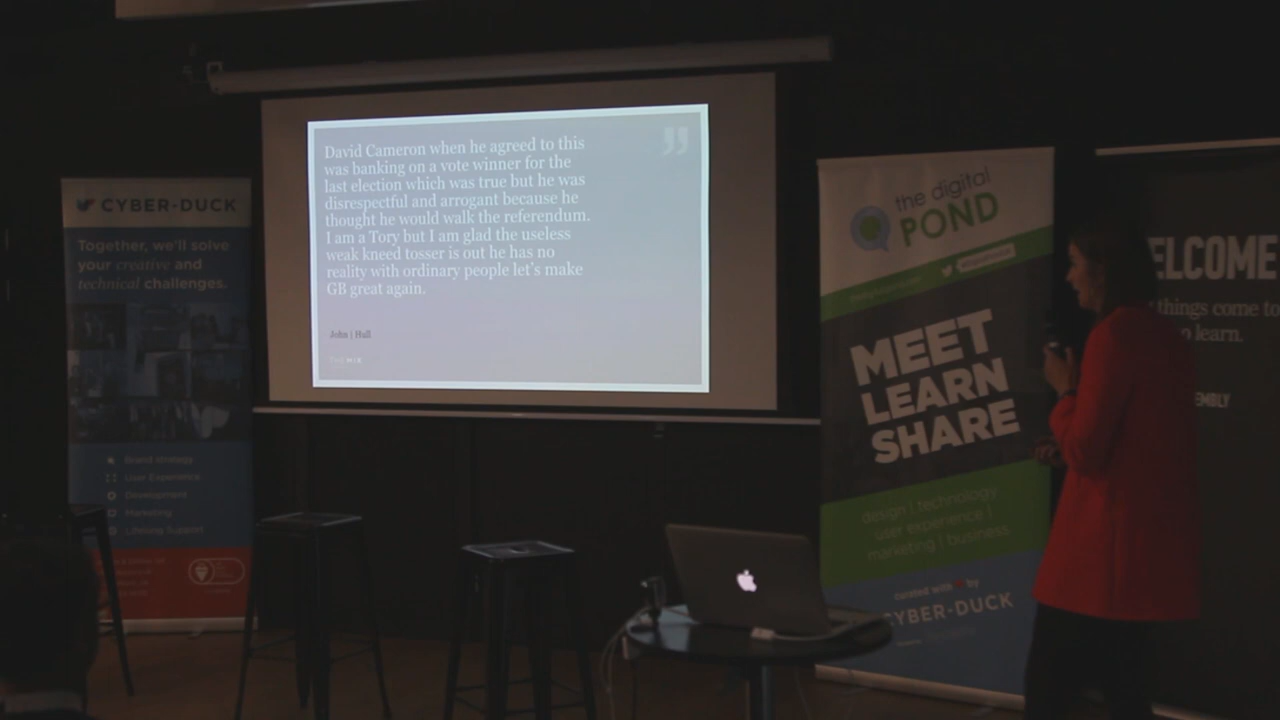 David Cameron when he agreed to this
was banking on a vote winner for the
last election which was true but he was
disrespectful and arrogant because he
thought he would walk the referendum.
I am a Tory but I am glad the useless
weak kneed tosser is out he has no
reality with ordinary people let's make
GB great again.
John | Hull
CYBER-DUCK
Together, we'll solve
your creative and
technical challenges.
Brand strategy
User Experience
Development
Marketing
Lifelong Support
the digital
POND
MEET
LEARN
SHARE
design | technology
user experience |
marketing | business
curated with by
CYBER-DUCK
ELCOME
things come to
learn.
EMBLY